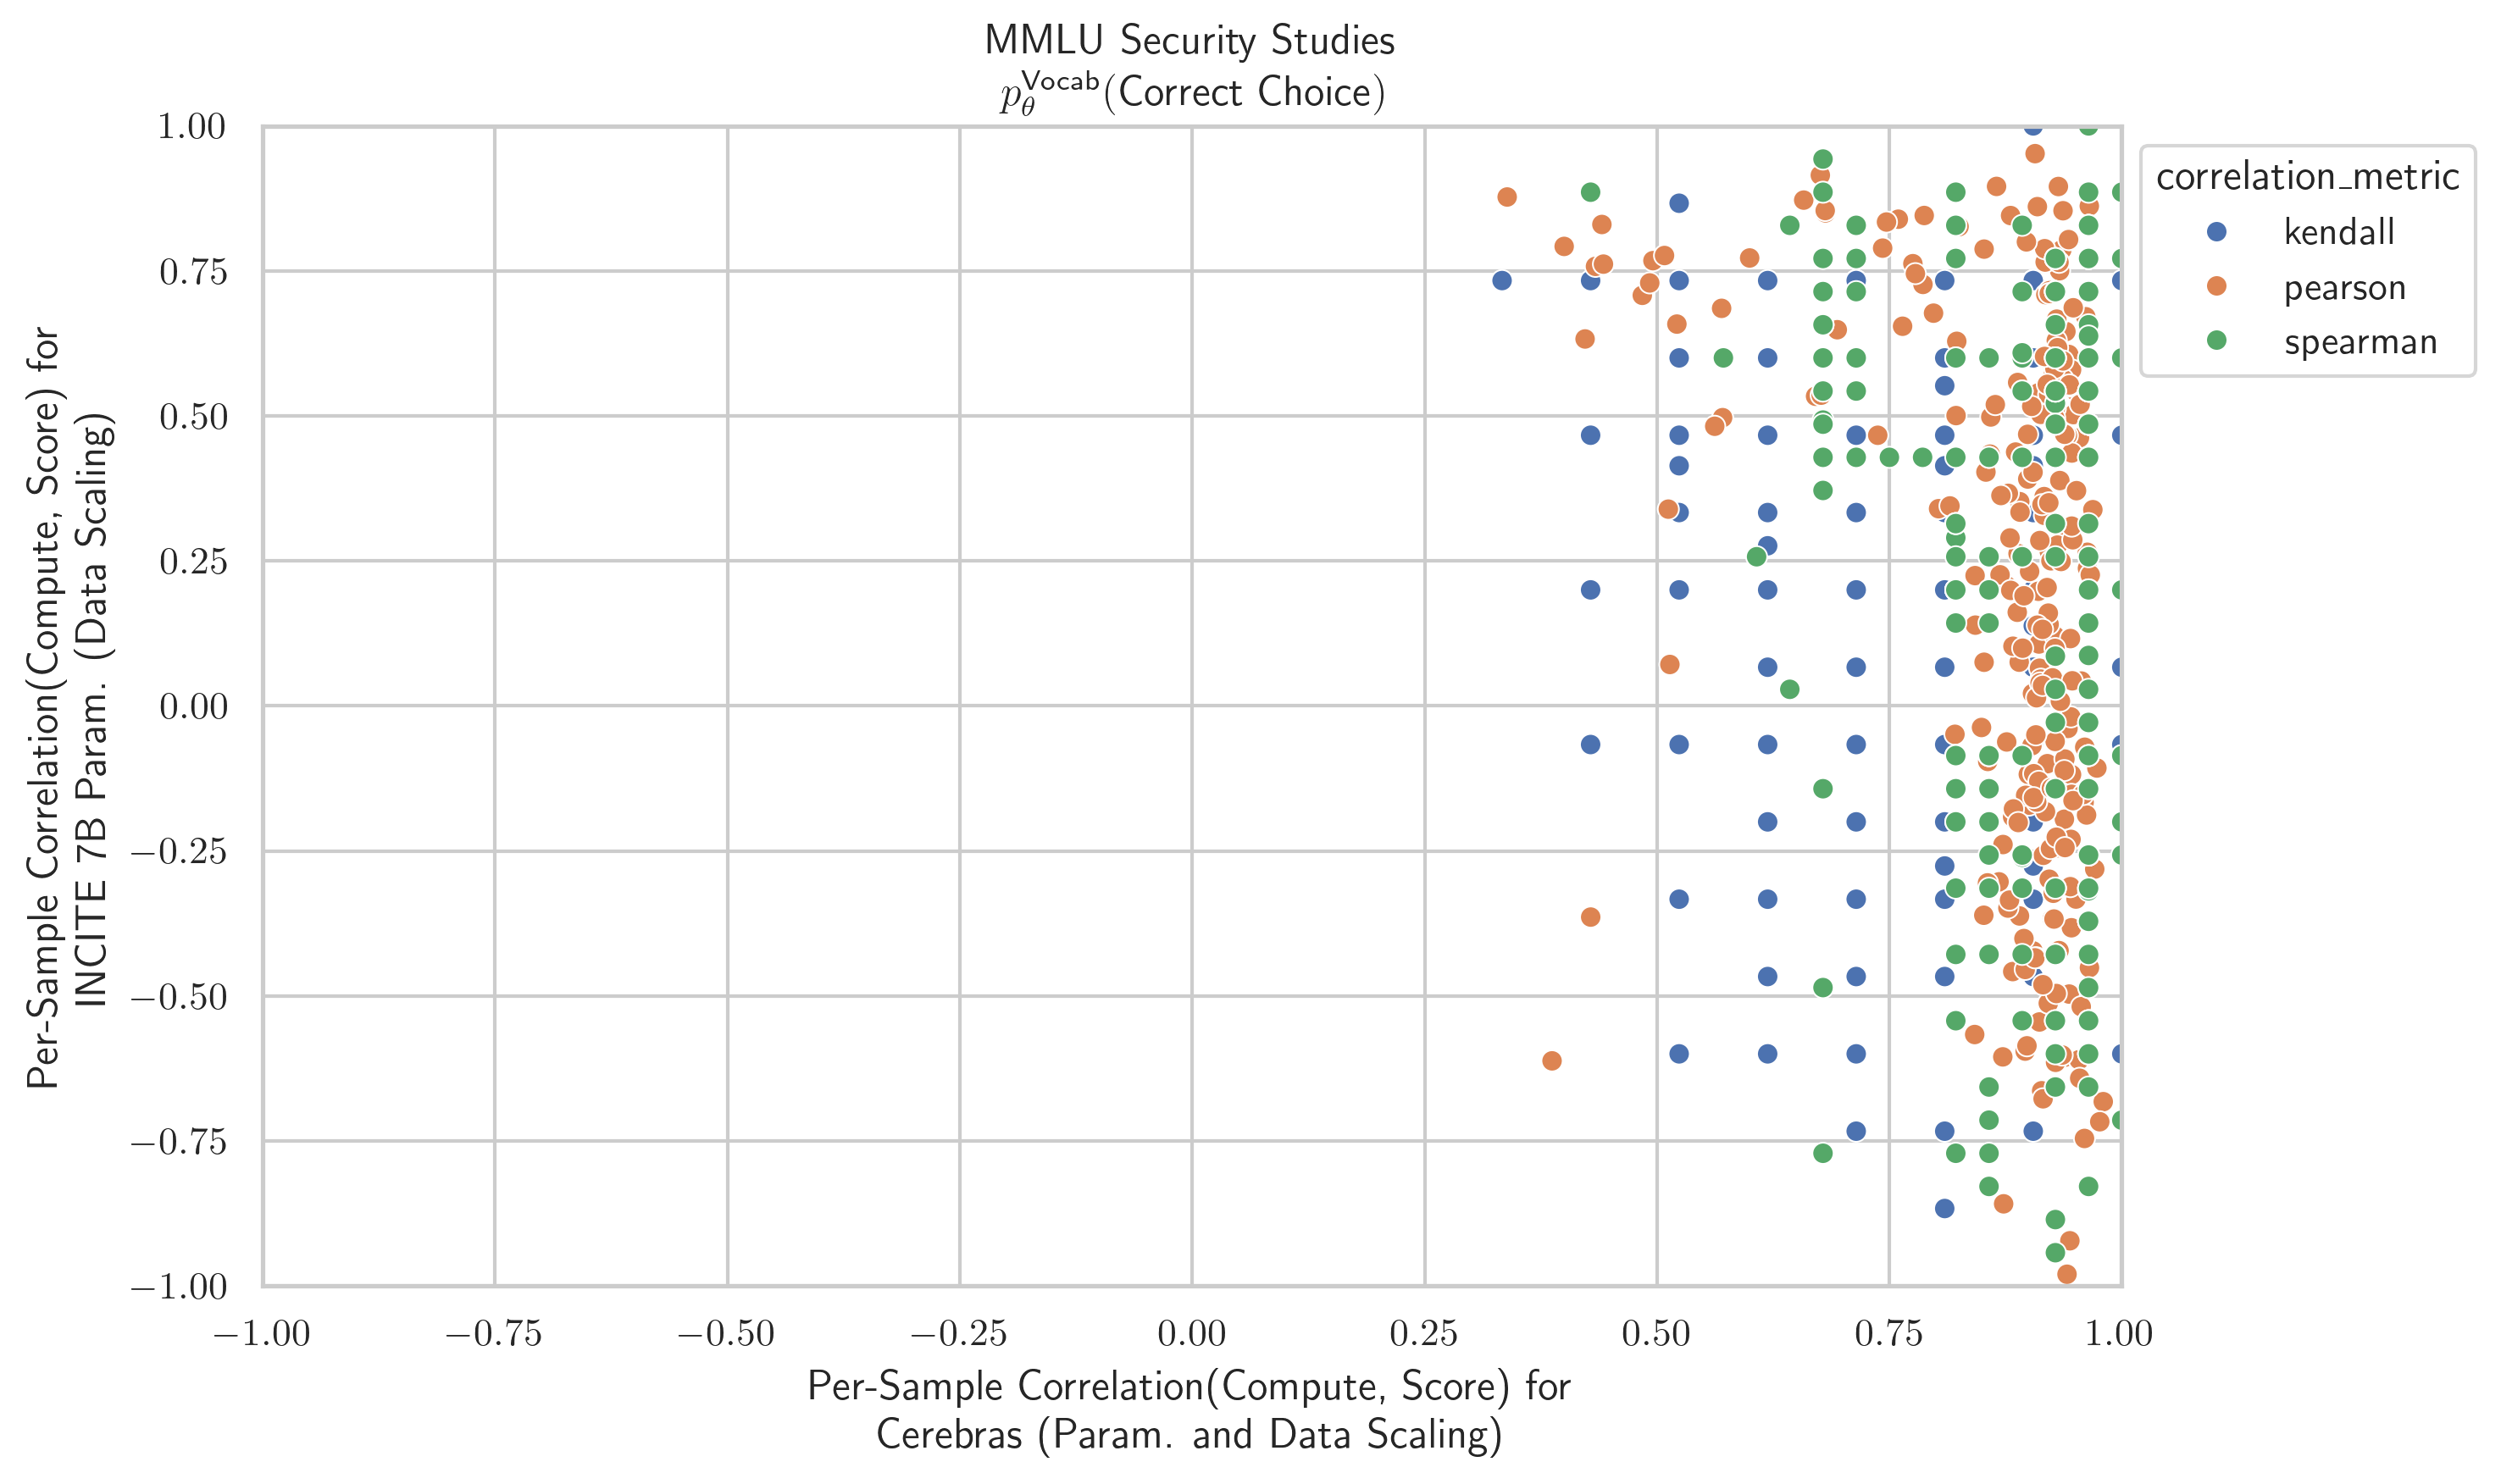 MMLU Security Studies
p_θ^Vocab(Correct Choice)
Per-Sample Correlation(Compute, Score) for
INCITE 7B Param. (Data Scaling)
1.00
0.75
0.50
0.25
0.00
−0.25
−0.50
−0.75
−1.00
−1.00 −0.75 −0.50 −0.25 0.00 0.25 0.50 0.75 1.00
Per-Sample Correlation(Compute, Score) for
Cerebras (Param. and Data Scaling)
correlation_metric
kendall
pearson
spearman